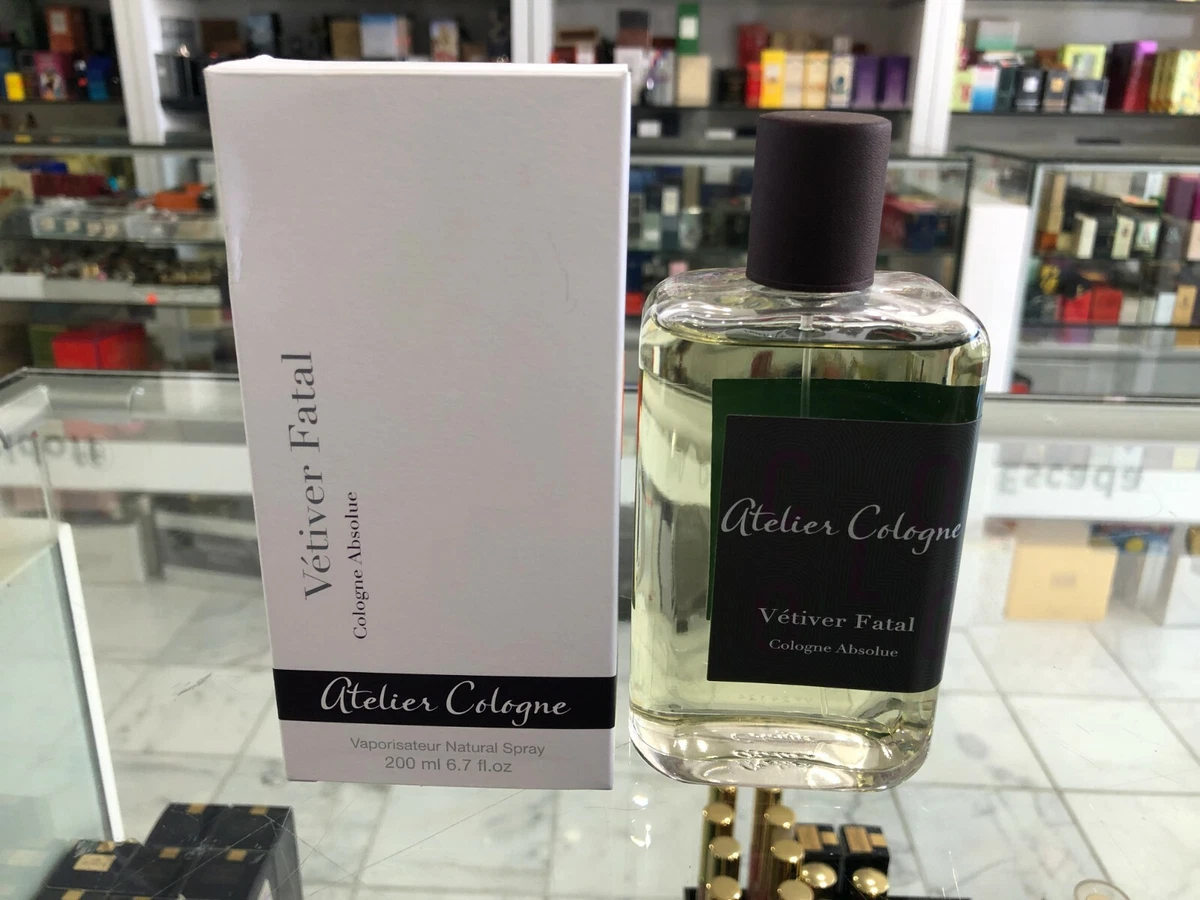 Vétiver Fatal
Cologne Absolue
Atelier Cologne
Vaporisateur Natural Spray
200 ml 6.7 fl.oz
Atelier Cologne
Vétiver Fatal
Cologne Absolue
Escada